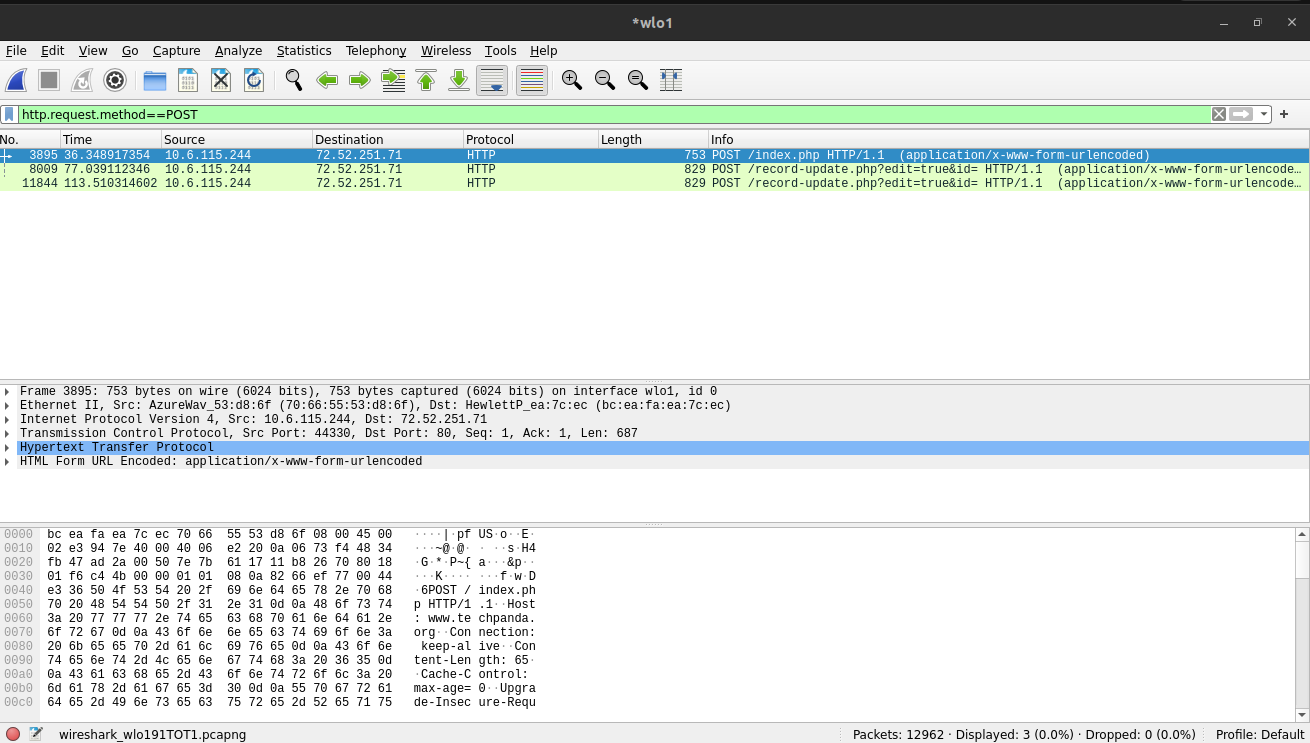 *wlo1
File Edit View Go Capture Analyze Statistics Telephony Wireless Tools Help
http.request.method==POST
No. Time Source Destination Protocol Length Info
3895 36.348917354 10.6.115.244 72.52.251.71 HTTP 753 POST /index.php HTTP/1.1 (application/x-www-form-urlencoded)
8009 77.039112346 10.6.115.244 72.52.251.71 HTTP 829 POST /record-update.php?edit=true&id= HTTP/1.1 (application/x-www-form-urlencode…
11844 113.510314602 10.6.115.244 72.52.251.71 HTTP 829 POST /record-update.php?edit=true&id= HTTP/1.1 (application/x-www-form-urlencode…
Frame 3895: 753 bytes on wire (6024 bits), 753 bytes captured (6024 bits) on interface wlo1, id 0
Ethernet II, Src: AzureWav_53:d8:6f (70:66:55:53:d8:6f), Dst: HewlettP_ea:7c:ec (bc:ea:fa:ea:7c:ec)
Internet Protocol Version 4, Src: 10.6.115.244, Dst: 72.52.251.71
Transmission Control Protocol, Src Port: 44330, Dst Port: 80, Seq: 1, Ack: 1, Len: 687
Hypertext Transfer Protocol
HTML Form URL Encoded: application/x-www-form-urlencoded
0000 bc ea fa ea 7c ec 70 66 55 53 d8 6f 08 00 45 00 ····|·pf US·o··E·
0010 02 e3 94 7e 40 00 40 06 e2 20 0a 06 73 f4 48 34 ···~@·@· · ··s·H4
0020 fb 47 ad 2a 00 50 7e 7b 61 17 11 b8 26 70 80 18 ·G·*·P~{ a···&p··
0030 01 f6 c4 4b 00 00 01 01 08 0a 82 66 ef 77 00 44 ···K···· ···f·w·D
0040 e3 36 50 4f 53 54 20 2f 69 6e 64 65 78 2e 70 68 ·6POST / index.ph
0050 70 20 48 54 54 50 2f 31 2e 31 0d 0a 48 6f 73 74 p HTTP/1 .1··Host
0060 3a 20 77 77 77 2e 74 65 63 68 70 61 6e 64 61 2e : www.te chpanda.
0070 6f 72 67 0d 0a 43 6f 6e 6e 65 63 74 69 6f 6e 3a org··Con nection:
0080 20 6b 65 65 70 2d 61 6c 69 76 65 0d 0a 43 6f 6e keep-al ive··Con
0090 74 65 6e 74 2d 4c 65 6e 67 74 68 3a 20 36 35 0d tent-Len gth: 65·
00a0 0a 43 61 63 68 65 2d 43 6f 6e 74 72 6f 6c 3a 20 ·Cache-C ontrol:
00b0 6d 61 78 2d 61 67 65 3d 30 0d 0a 55 70 67 72 61 max-age= 0··Upgra
00c0 64 65 2d 49 6e 73 65 63 75 72 65 2d 52 65 71 75 de-Insec ure-Requ
wireshark_wlo191TOT1.pcapng Packets: 12962 · Displayed: 3 (0.0%) · Dropped: 0 (0.0%) Profile: Default